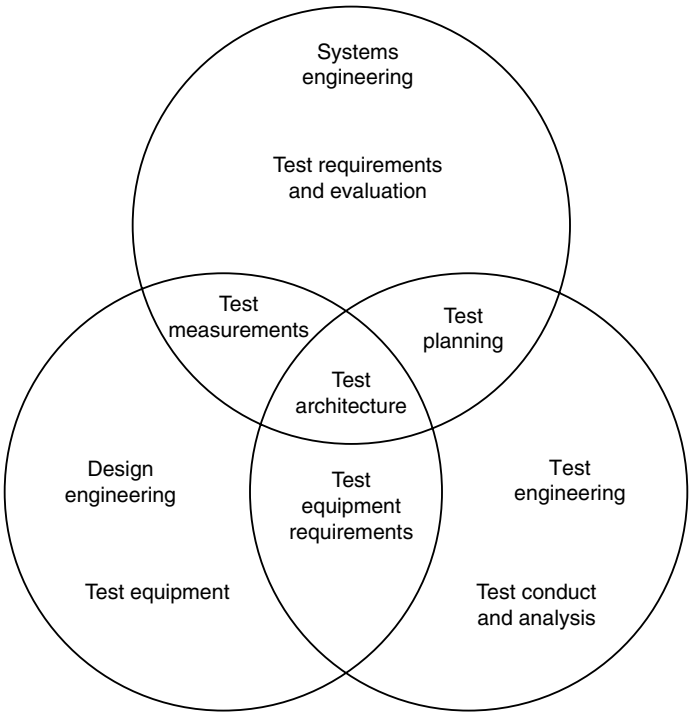 Systems
engineering
Test requirements
and evaluation
Test
measurements
Test
planning
Test
architecture
Design
engineering
Test
equipment
requirements
Test
engineering
Test equipment
Test conduct
and analysis